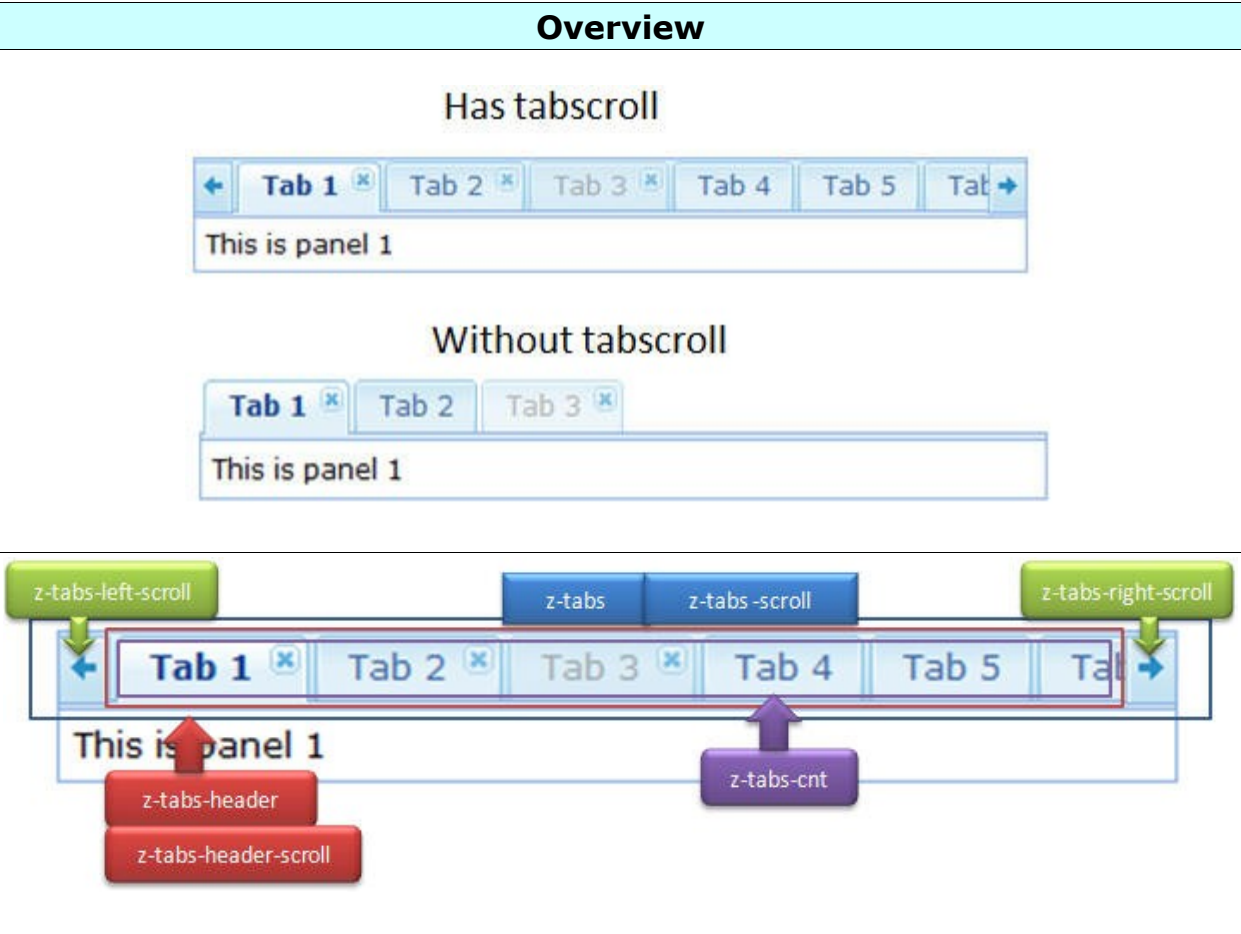 Overview
Has tabscroll
Tab 1 Tab 2 Tab 3 Tab 4 Tab 5 Tab
This is panel 1
Without tabscroll
Tab 1 Tab 2 Tab 3
This is panel 1
z-tabs-left-scroll z-tabs z-tabs -scroll z-tabs-right-scroll
Tab 1 Tab 2 Tab 3 Tab 4 Tab 5 Tab
This is panel 1
z-tabs-header z-tabs-cnt
z-tabs-header-scroll